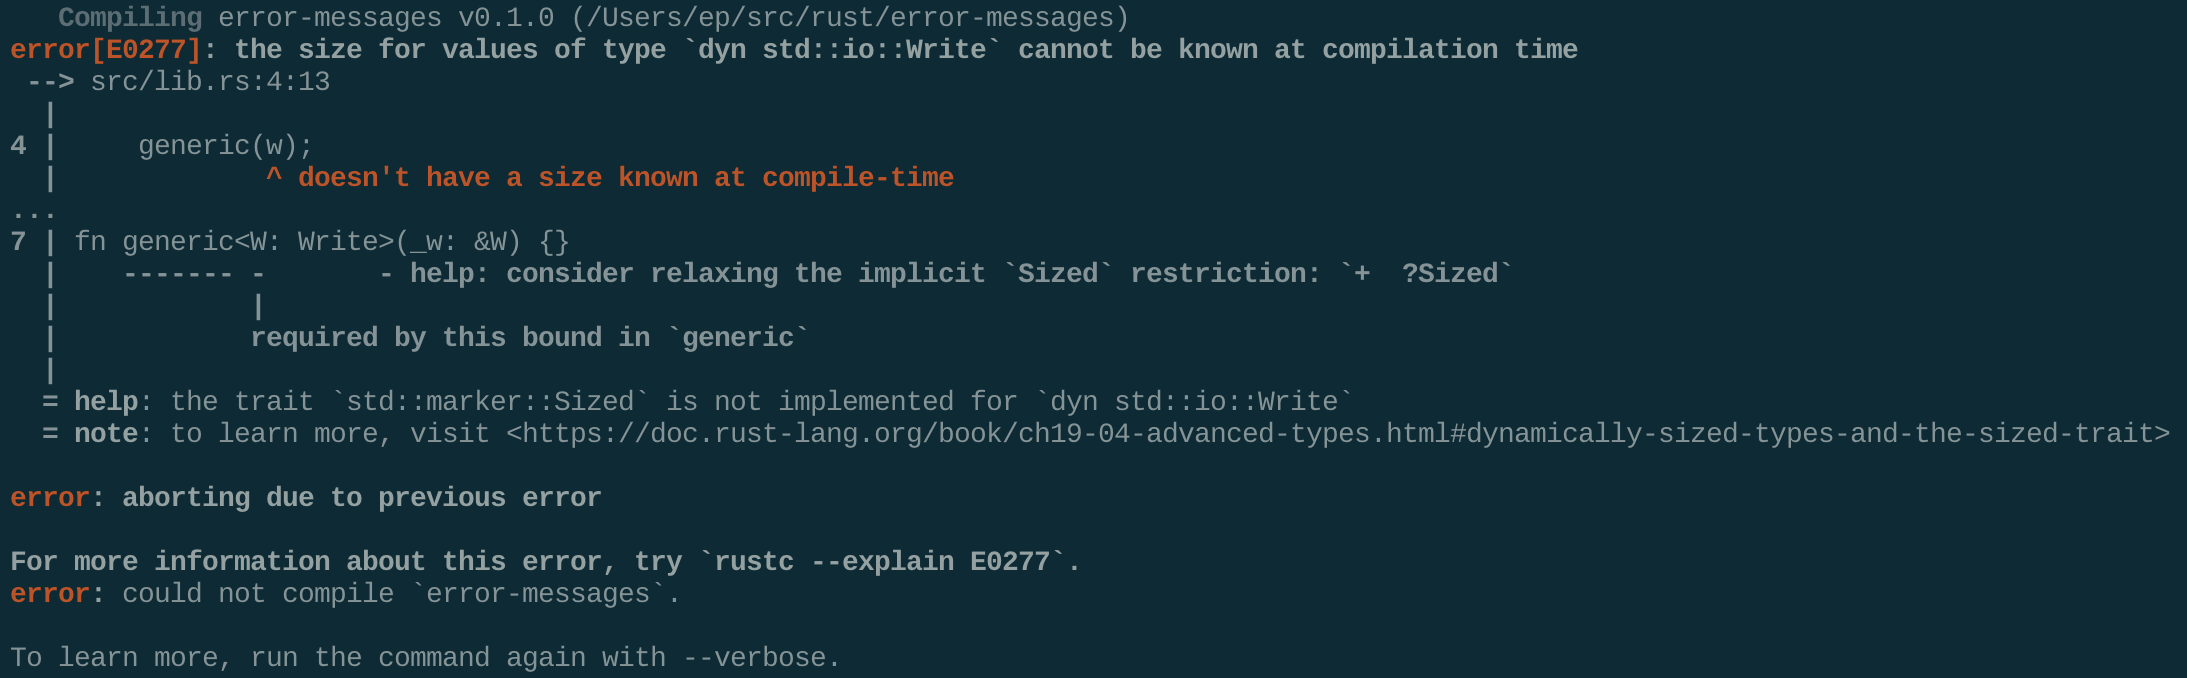 Compiling error-messages v0.1.0 (/Users/ep/src/rust/error-messages)
error[E0277]: the size for values of type `dyn std::io::Write` cannot be known at compilation time
 --> src/lib.rs:4:13
  |
4 |     generic(w);
  |             ^ doesn't have a size known at compile-time
...
7 | fn generic<W: Write>(_w: &W) {}
  |    ------- -       - help: consider relaxing the implicit `Sized` restriction: `+  ?Sized`
  |            |
  |            required by this bound in `generic`
  |
  = help: the trait `std::marker::Sized` is not implemented for `dyn std::io::Write`
  = note: to learn more, visit <https://doc.rust-lang.org/book/ch19-04-advanced-types.html#dynamically-sized-types-and-the-sized-trait>

error: aborting due to previous error

For more information about this error, try `rustc --explain E0277`.
error: could not compile `error-messages`.

To learn more, run the command again with --verbose.